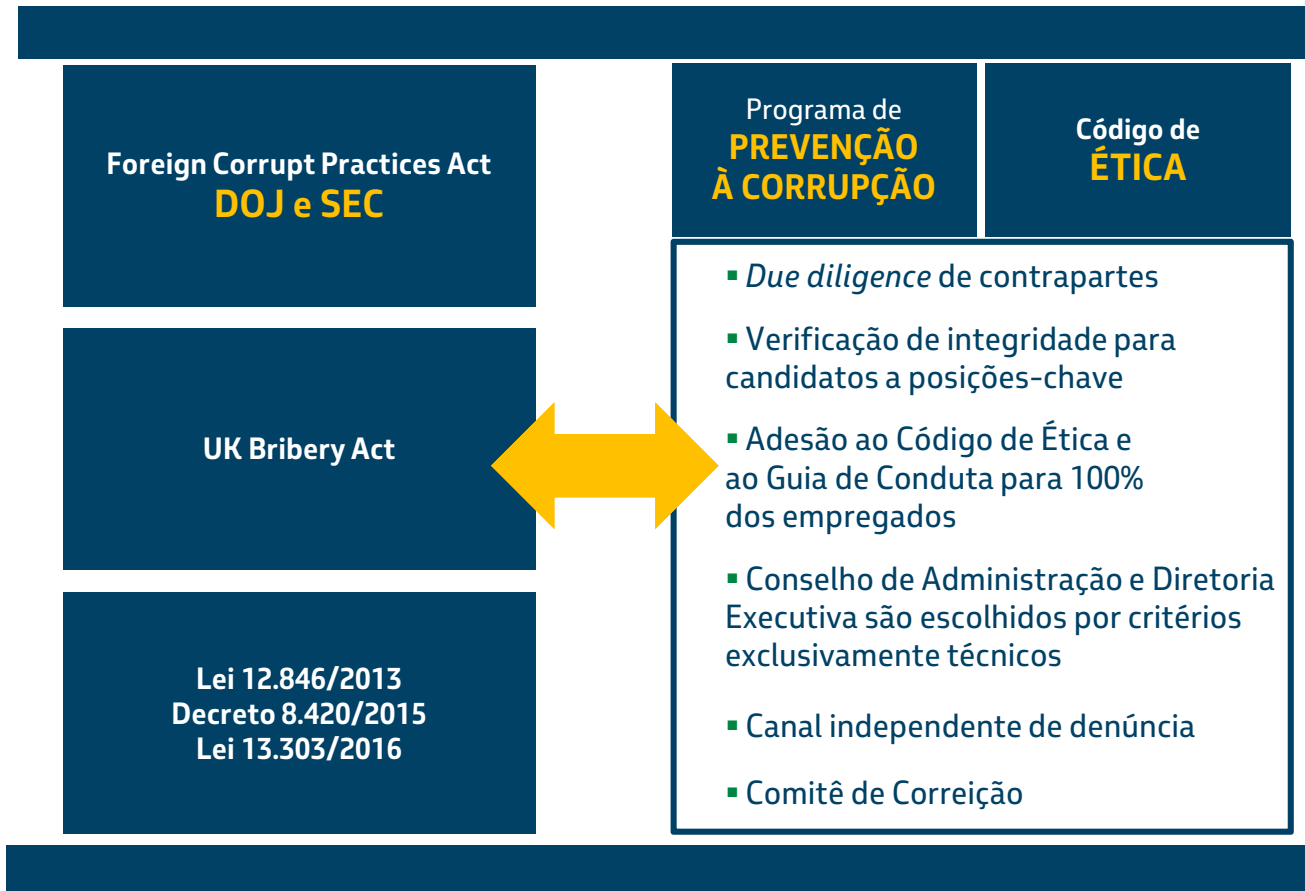 Foreign Corrupt Practices Act
DOJ e SEC
UK Bribery Act
Lei 12.846/2013
Decreto 8.420/2015
Lei 13.303/2016
Programa de
PREVENÇÃO
À CORRUPÇÃO
Código de
ÉTICA
▪ Due diligence de contrapartes
▪ Verificação de integridade para
candidatos a posições-chave
▪ Adesão ao Código de Ética e
ao Guia de Conduta para 100%
dos empregados
▪ Conselho de Administração e Diretoria
Executiva são escolhidos por critérios
exclusivamente técnicos
▪ Canal independente de denúncia
▪ Comitê de Correição